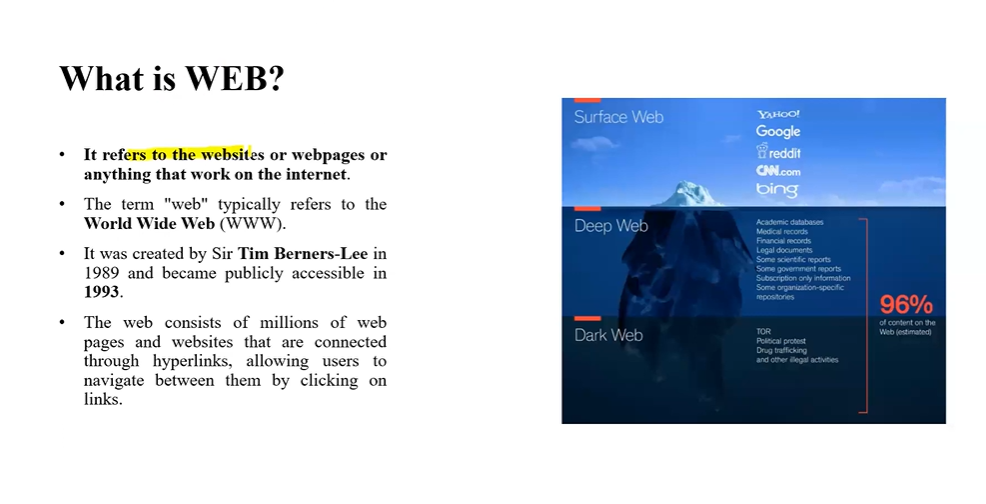 What is WEB?
• It refers to the websites or webpages or
anything that work on the internet.
• The term "web" typically refers to the
World Wide Web (WWW).
• It was created by Sir Tim Berners-Lee in
1989 and became publicly accessible in
1993.
• The web consists of millions of web
pages and websites that are connected
through hyperlinks, allowing users to
navigate between them by clicking on
links.
Surface Web
YAHOO!
Google
reddit
CNN.com
bing
Deep Web
Academic databases
Medical records
Financial records
Legal documents
Some scientific reports
Some government reports
Subscription only information
Some organization-specific
repositories
96%
of content on the
Web (estimated)
Dark Web
TOR
Political protest
Drug trafficking
and other illegal activities